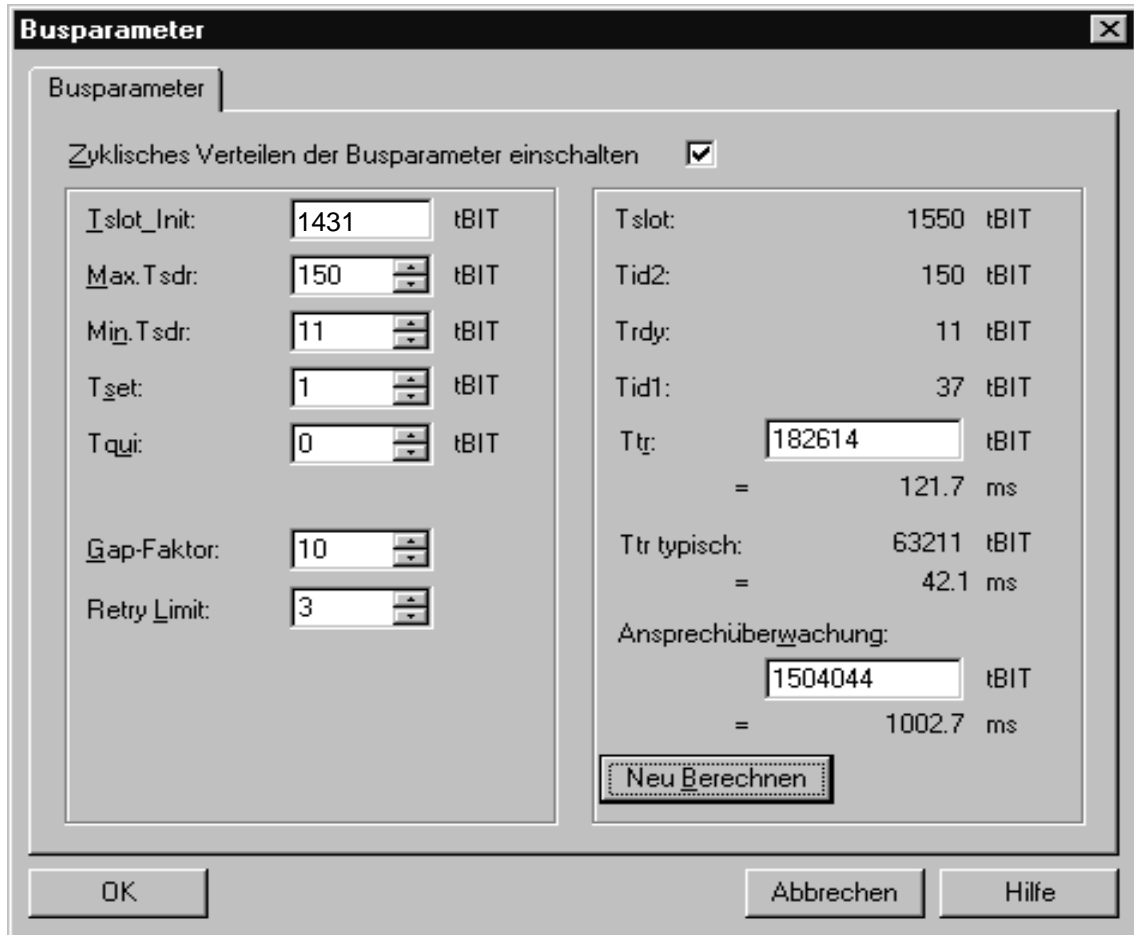 Busparameter
Busparameter
Zyklisches Verteilen der Busparameter einschalten
Tslot_Init: 1431 tBIT
Max.Tsdr: 150 tBIT
Min.Tsdr: 11 tBIT
Tset: 1 tBIT
Tqui: 0 tBIT
Gap-Faktor: 10
Retry Limit: 3
Tslot: 1550 tBIT
Tid2: 150 tBIT
Trdy: 11 tBIT
Tid1: 37 tBIT
Ttr: 182614 tBIT
= 121.7 ms
Ttr typisch: 63211 tBIT
= 42.1 ms
Ansprechüberwachung:
1504044 tBIT
= 1002.7 ms
Neu Berechnen
OK
Abbrechen
Hilfe